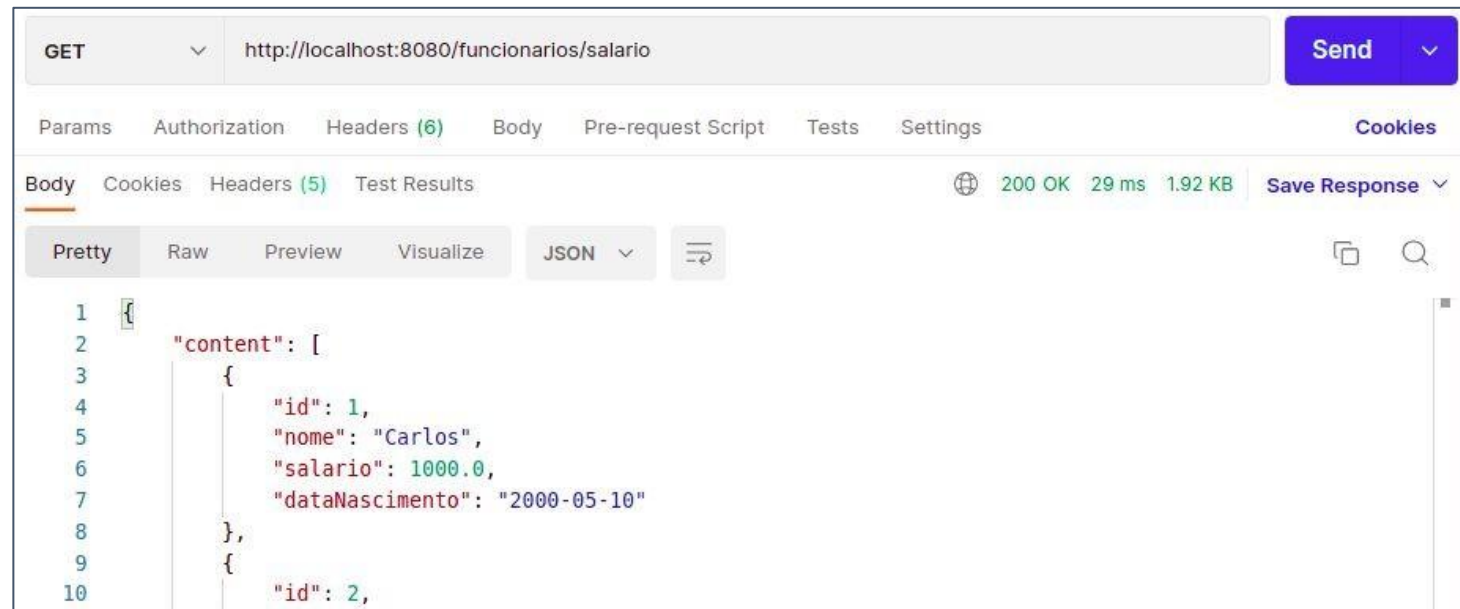 GET http://localhost:8080/funcionarios/salario Send
Params Authorization Headers (6) Body Pre-request Script Tests Settings Cookies
Body Cookies Headers (5) Test Results 200 OK 29 ms 1.92 KB Save Response
Pretty Raw Preview Visualize JSON
1 {
2 "content": [
3 {
4 "id": 1,
5 "nome": "Carlos",
6 "salario": 1000.0,
7 "dataNascimento": "2000-05-10"
8 },
9 {
10 "id": 2,